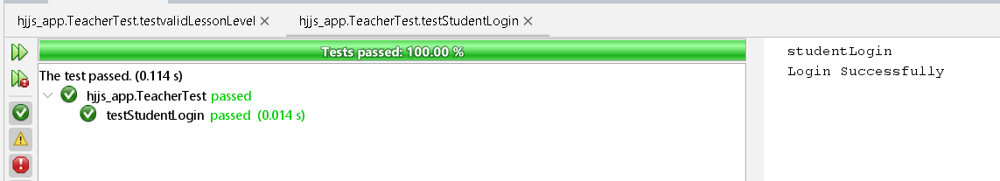 hjjs_app.TeacherTest.testvalidLessonLevel hjjs_app.TeacherTest.testStudentLogin
Tests passed: 100.00 %
The test passed. (0.114 s)
hjjs_app.TeacherTest passed
testStudentLogin passed (0.014 s)
studentLogin
Login Successfully